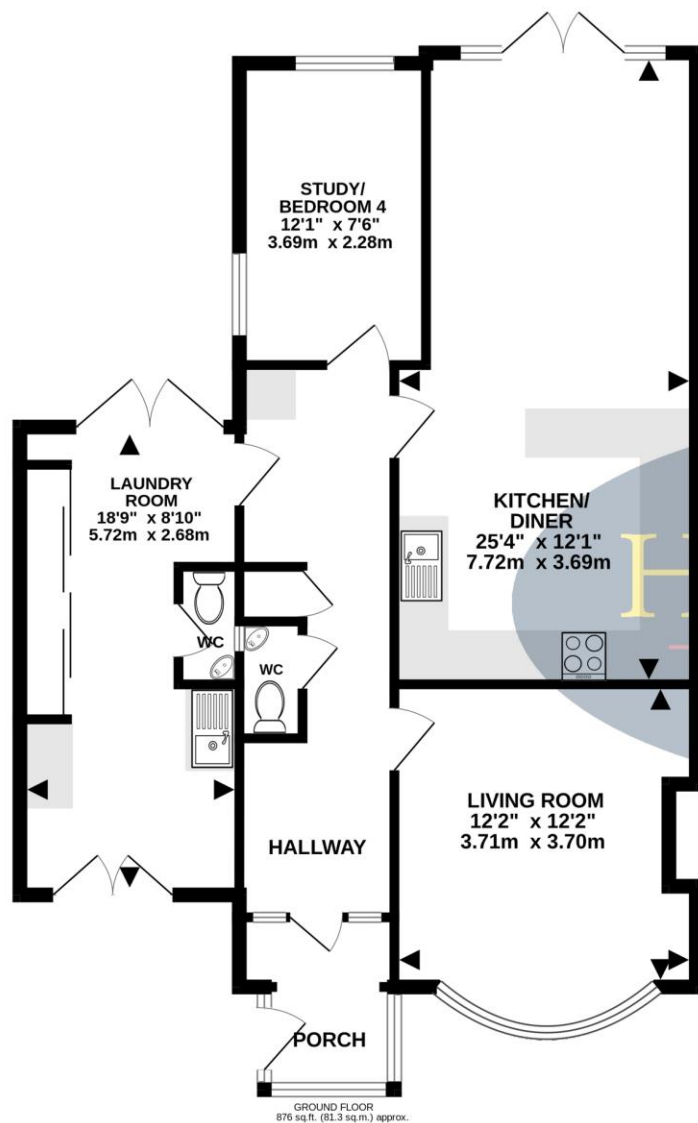 STUDY/
BEDROOM 4
12'1" x 7'6"
3.69m x 2.28m
LAUNDRY
ROOM
18'9" x 8'10"
5.72m x 2.68m
KITCHEN/
DINER
25'4" x 12'1"
7.72m x 3.69m
H
WC
WC
LIVING ROOM
12'2" x 12'2"
3.71m x 3.70m
HALLWAY
PORCH
GROUND FLOOR
876 sq.ft. (81.3 sq.m.) approx.